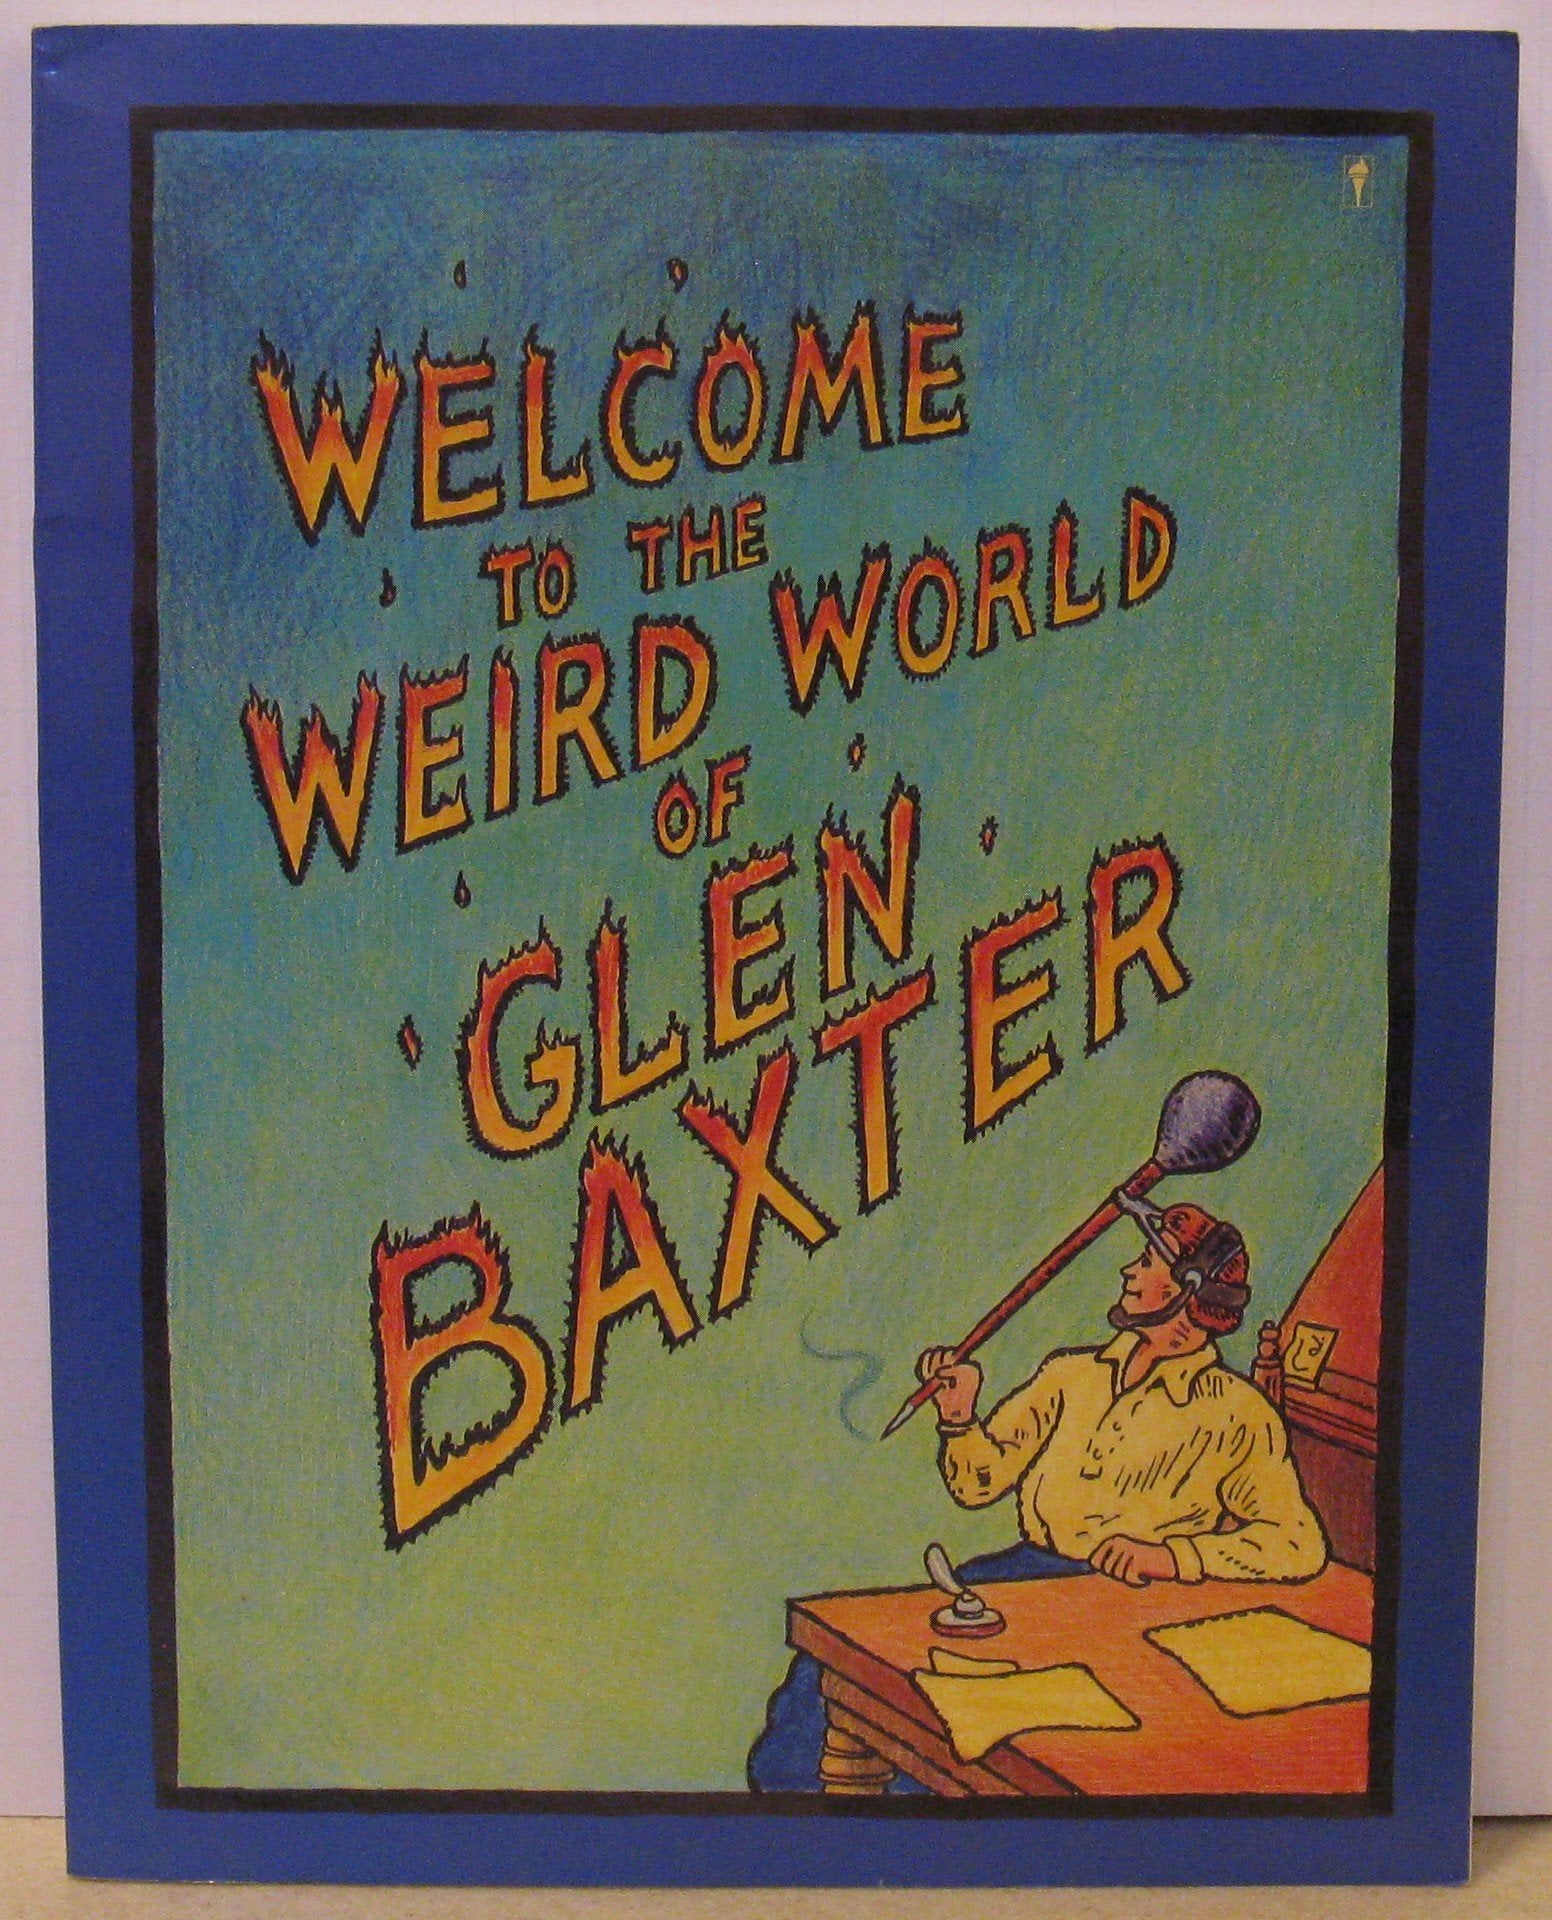 WELCOME
TO THE
WEIRD WORLD
OF
GLEN
BAXTER